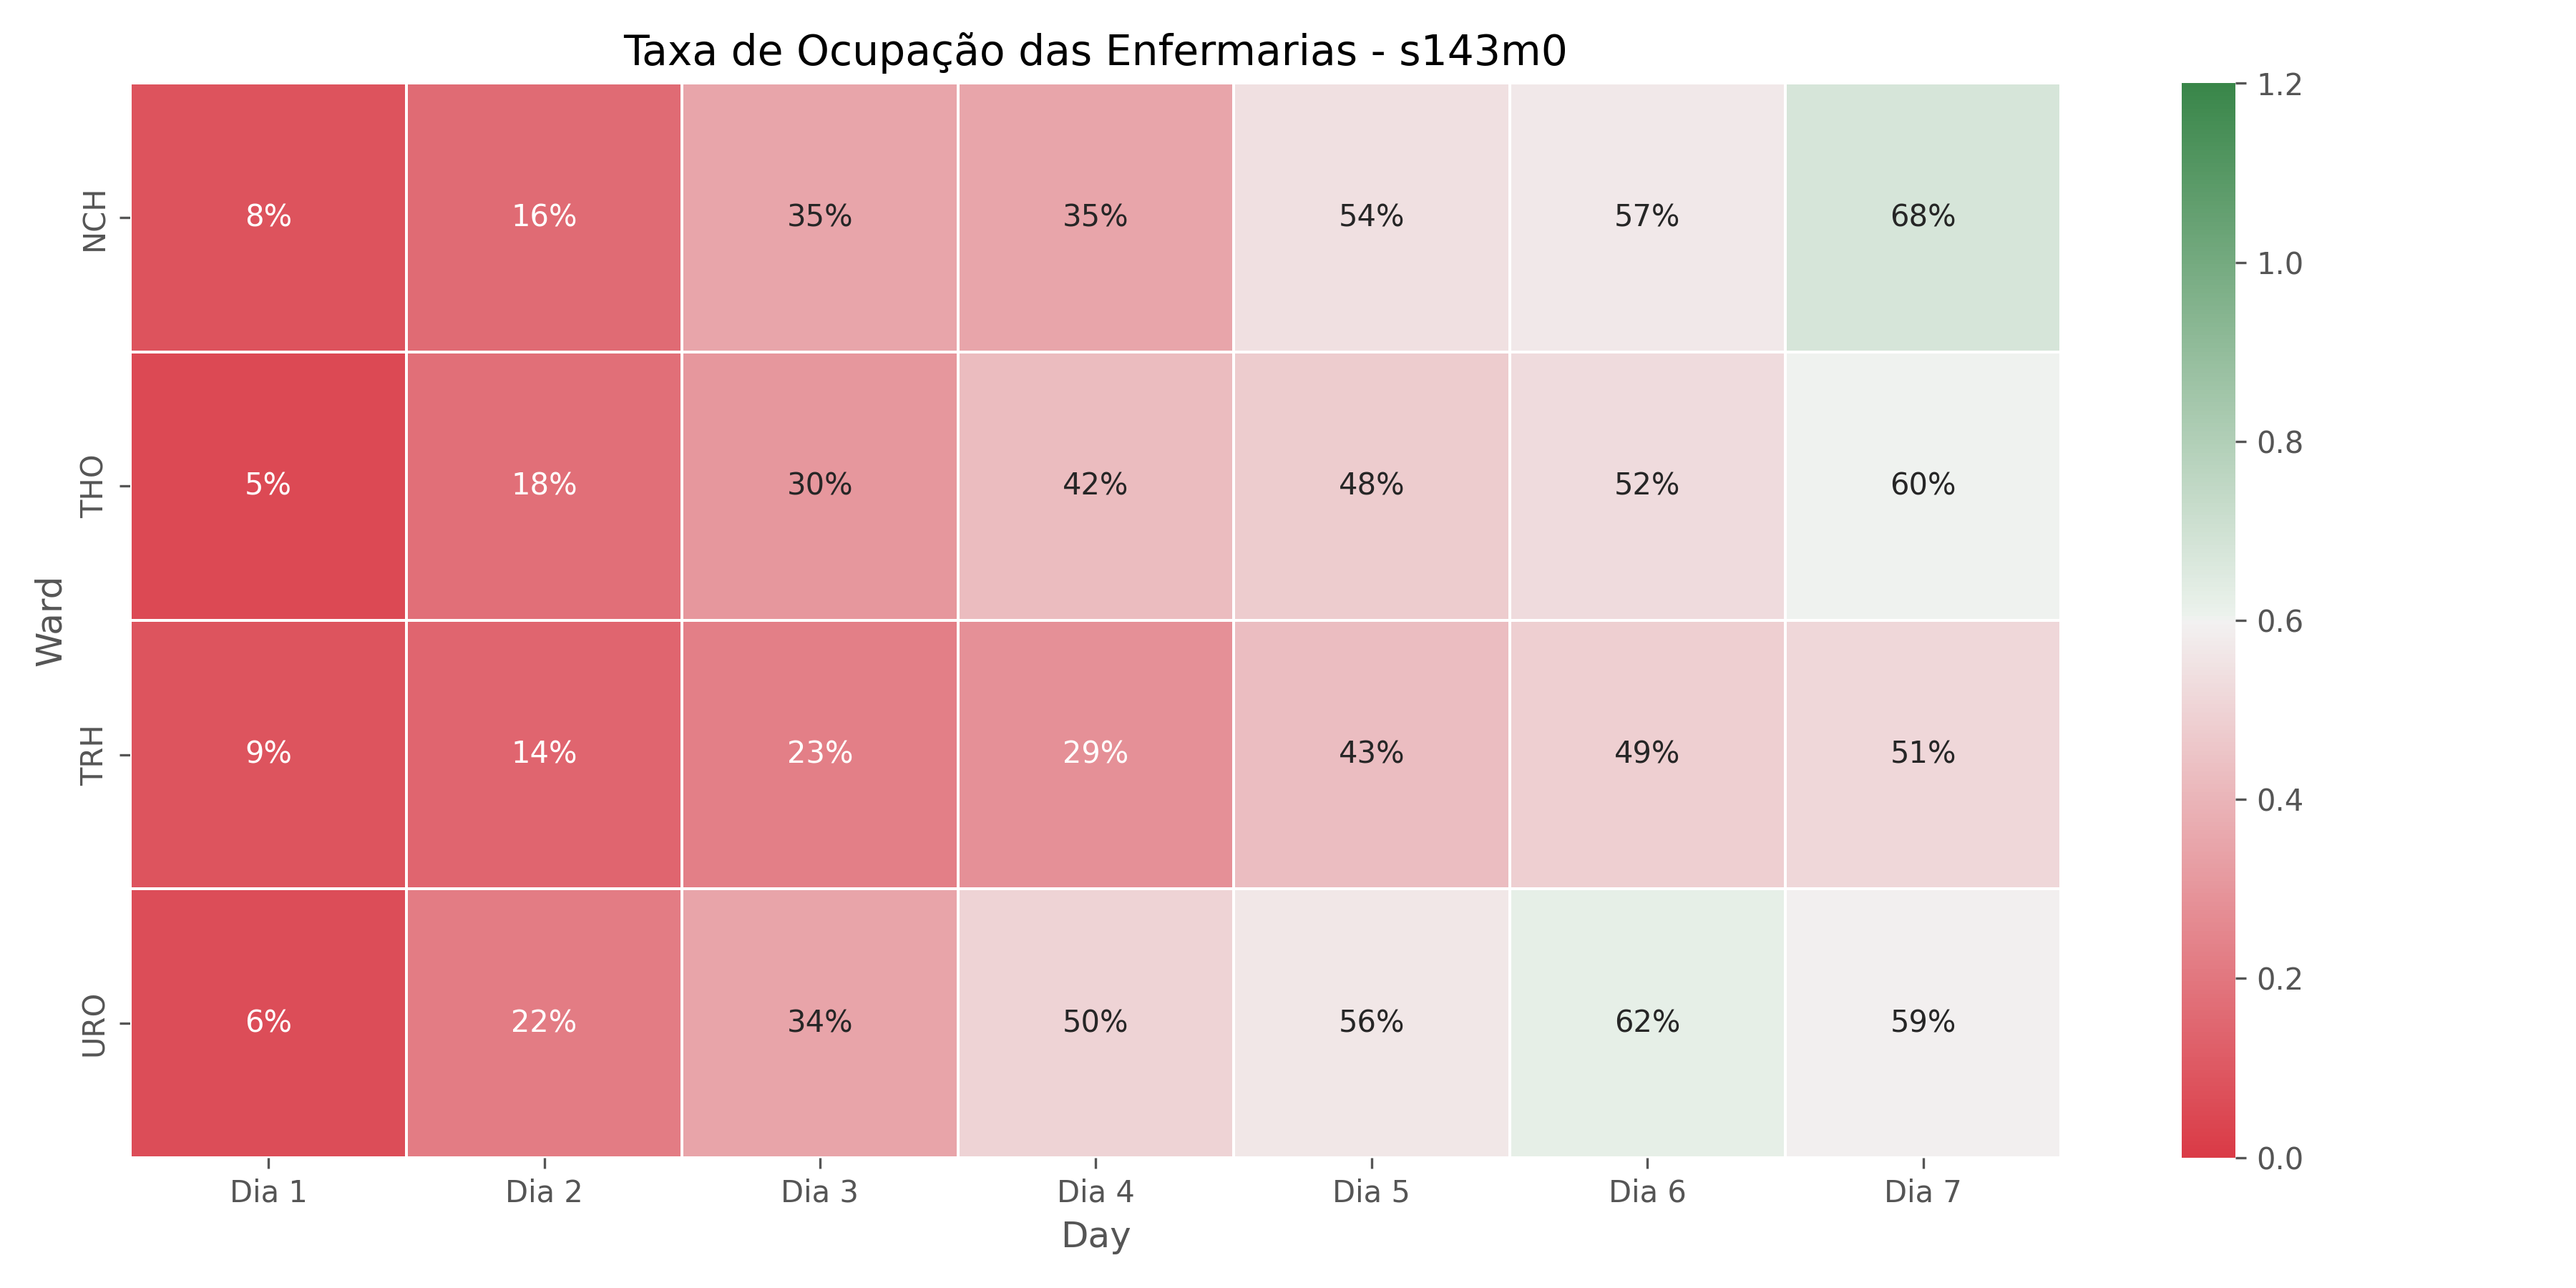 Taxa de Ocupação das Enfermarias - s143m0
Ward
NCH
8% 16% 35% 35% 54% 57% 68%
THO
5% 18% 30% 42% 48% 52% 60%
TRH
9% 14% 23% 29% 43% 49% 51%
URO
6% 22% 34% 50% 56% 62% 59%
Dia 1 Dia 2 Dia 3 Dia 4 Dia 5 Dia 6 Dia 7
Day
1.2
1.0
0.8
0.6
0.4
0.2
0.0